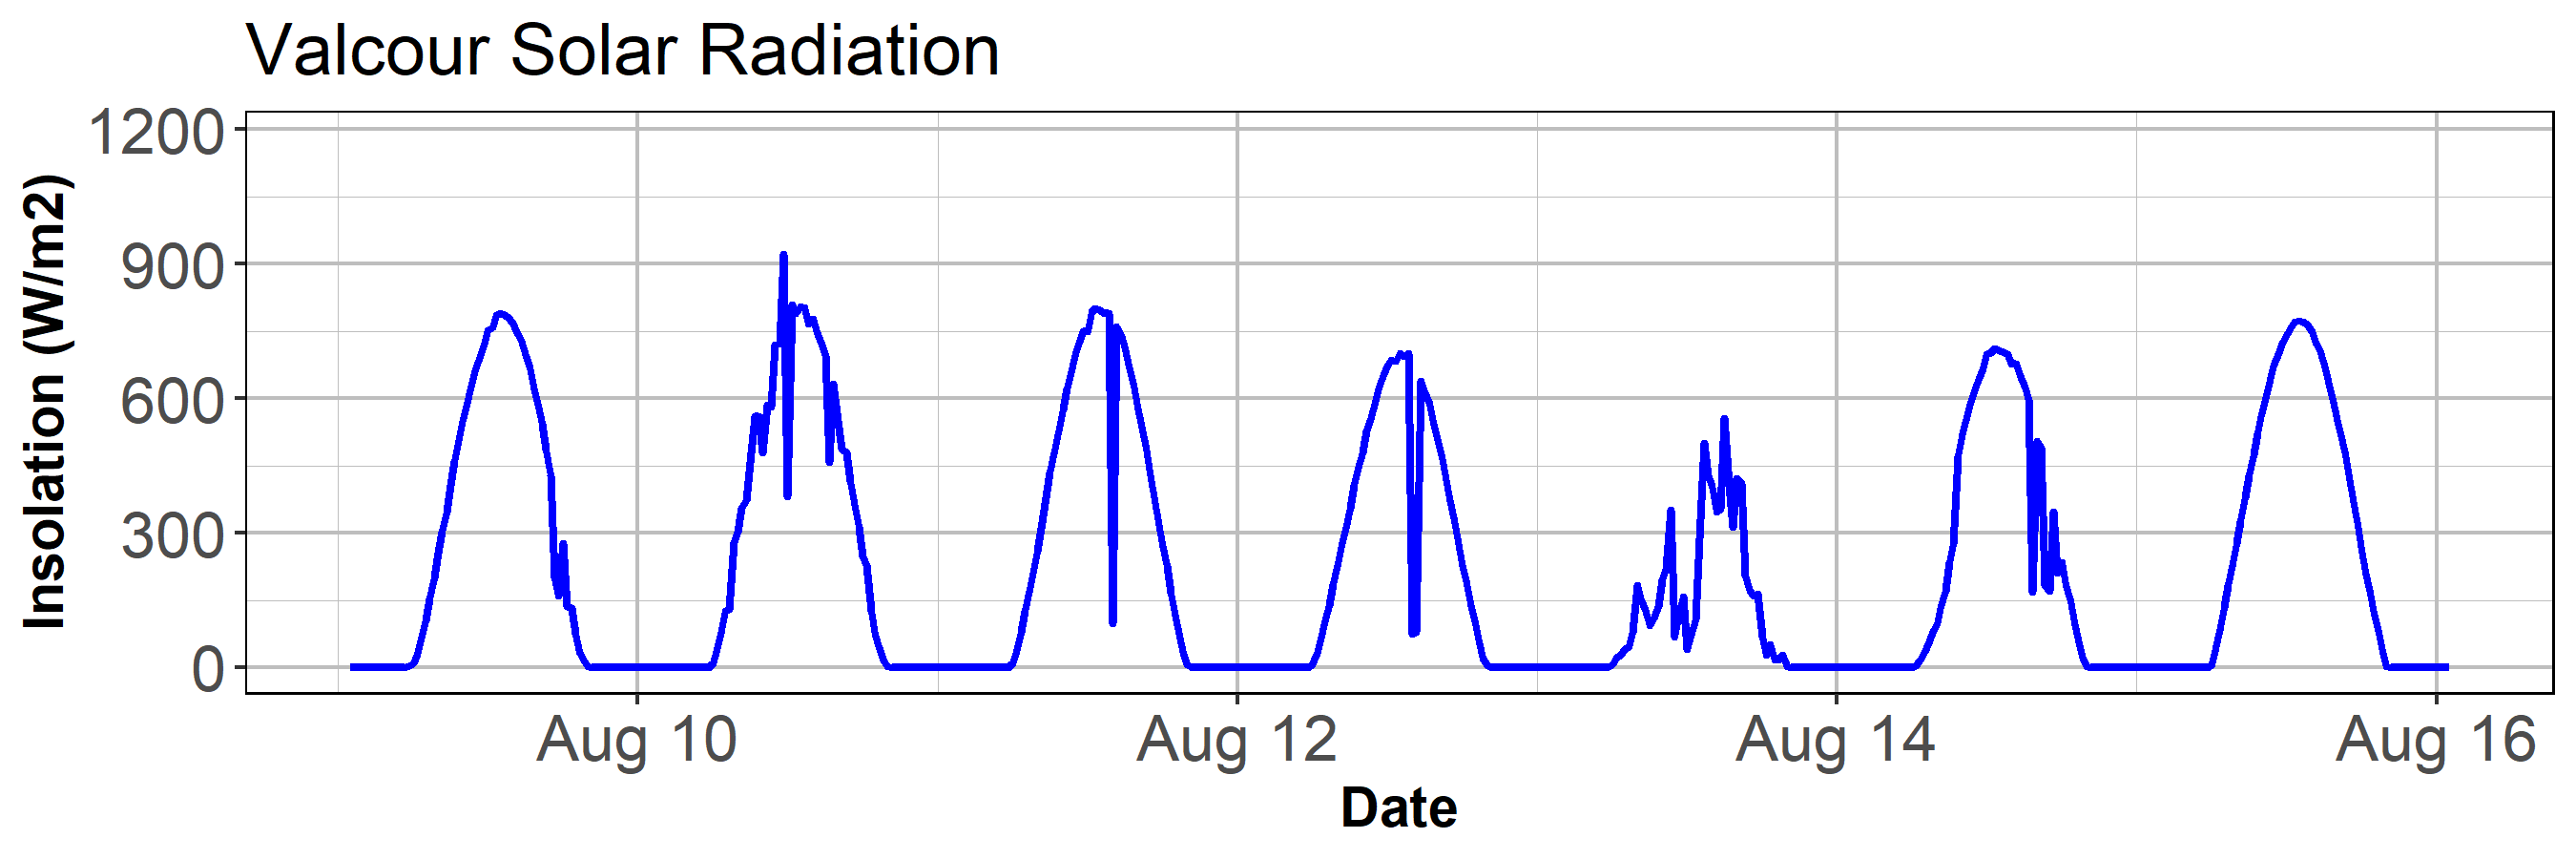 Valcour Solar Radiation
1200
900
600
300
0
Insolation (W/m2)
Aug 10
Aug 12
Aug 14
Aug 16
Date